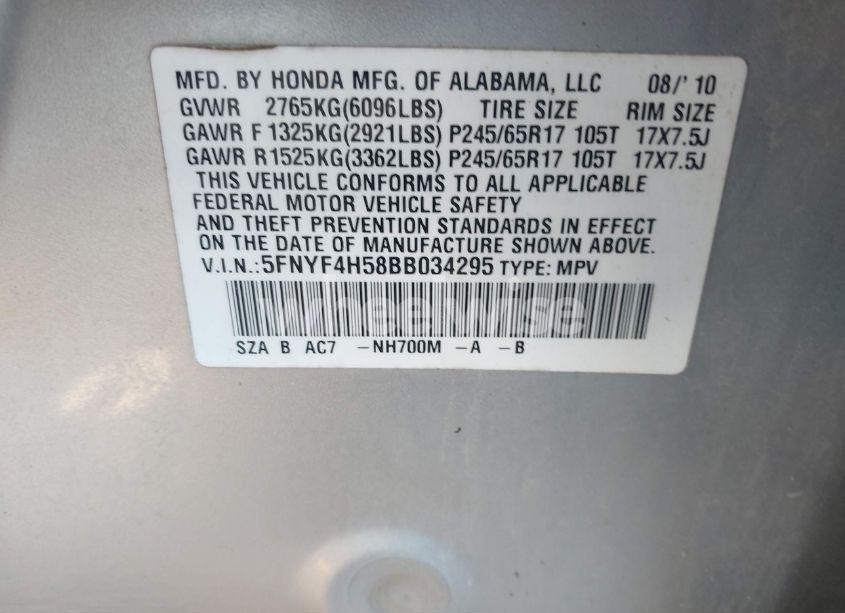 MFD. BY HONDA MFG. OF ALABAMA, LLC 08/' 10
GVWR 2765KG(6096LBS) TIRE SIZE RIM SIZE
GAWR F 1325KG(2921LBS) P245/65R17 105T 17X7.5J
GAWR R1525KG(3362LBS) P245/65R17 105T 17X7.5J
THIS VEHICLE CONFORMS TO ALL APPLICABLE
FEDERAL MOTOR VEHICLE SAFETY
AND THEFT PREVENTION STANDARDS IN EFFECT
ON THE DATE OF MANUFACTURE SHOWN ABOVE.
V.I.N.:5FNYF4H58BB034295 TYPE: MPV
wheelwise
SZA B AC7 -NH700M -A -B